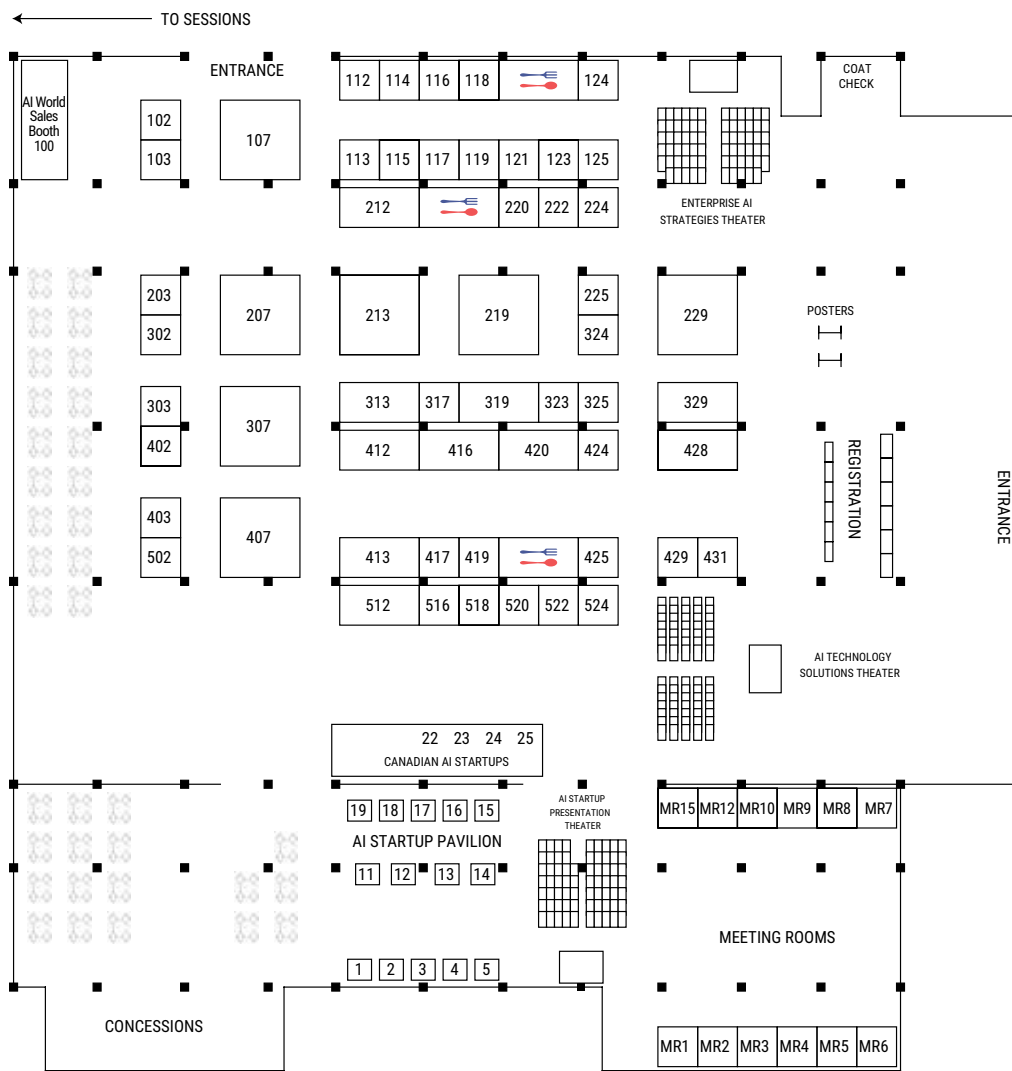 TO SESSIONS
ENTRANCE
COAT
CHECK
AI World
Sales
Booth
100
102
103
107
112 114 116 118 124
113 115 117 119 121 123 125
212 220 222 224
ENTERPRISE AI
STRATEGIES THEATER
203
302
207
213
219
225
324
229
POSTERS
303
402
307
313 317 319 323 325
329
412 416 420 424
428
REGISTRATION
ENTRANCE
403
502
407
413 417 419 425
429 431
512 516 518 520 522 524
AI TECHNOLOGY
SOLUTIONS THEATER
22 23 24 25
CANADIAN AI STARTUPS
19 18 17 16 15
AI STARTUP PAVILION
11 12 13 14
1 2 3 4 5
AI STARTUP
PRESENTATION
THEATER
MR15 MR12 MR10 MR9 MR8 MR7
MEETING ROOMS
CONCESSIONS
MR1 MR2 MR3 MR4 MR5 MR6